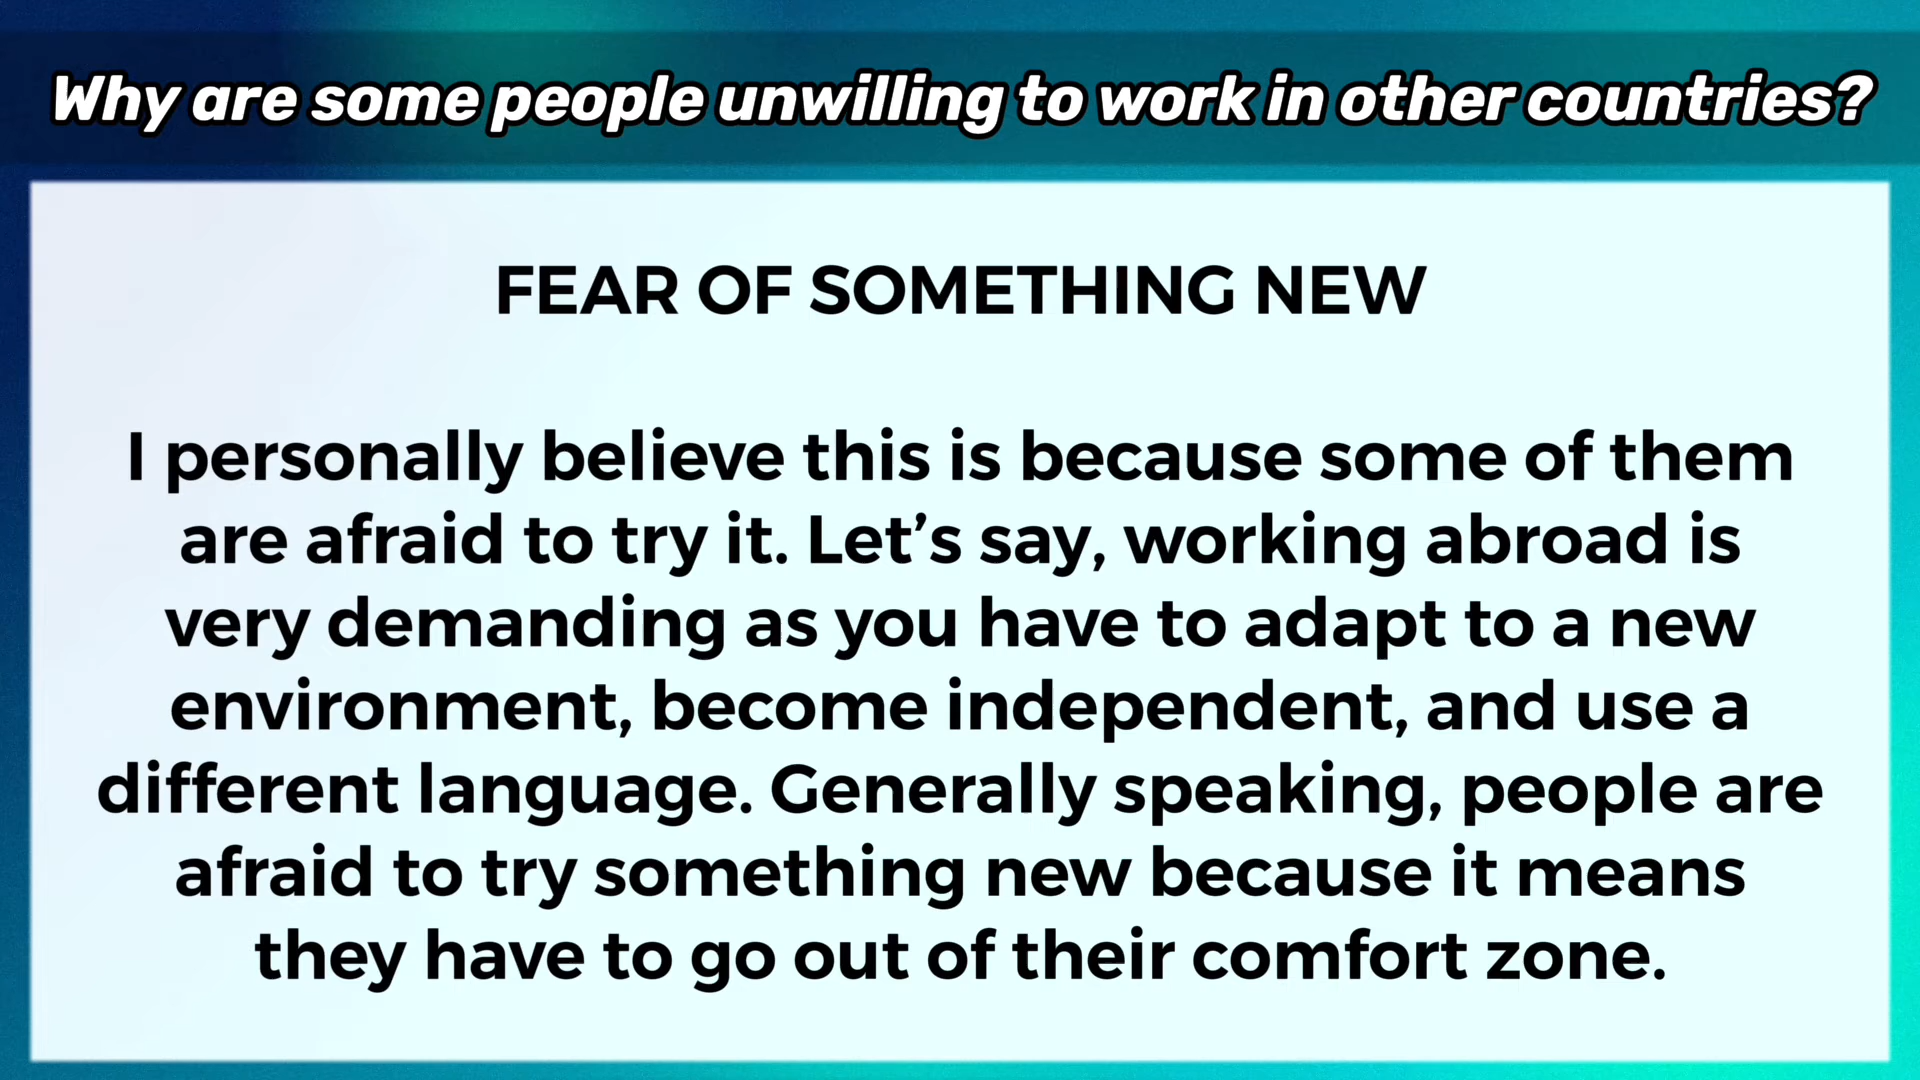 Why are some people unwilling to work in other countries?
FEAR OF SOMETHING NEW
I personally believe this is because some of them
are afraid to try it. Let’s say, working abroad is
very demanding as you have to adapt to a new
environment, become independent, and use a
different language. Generally speaking, people are
afraid to try something new because it means
they have to go out of their comfort zone.